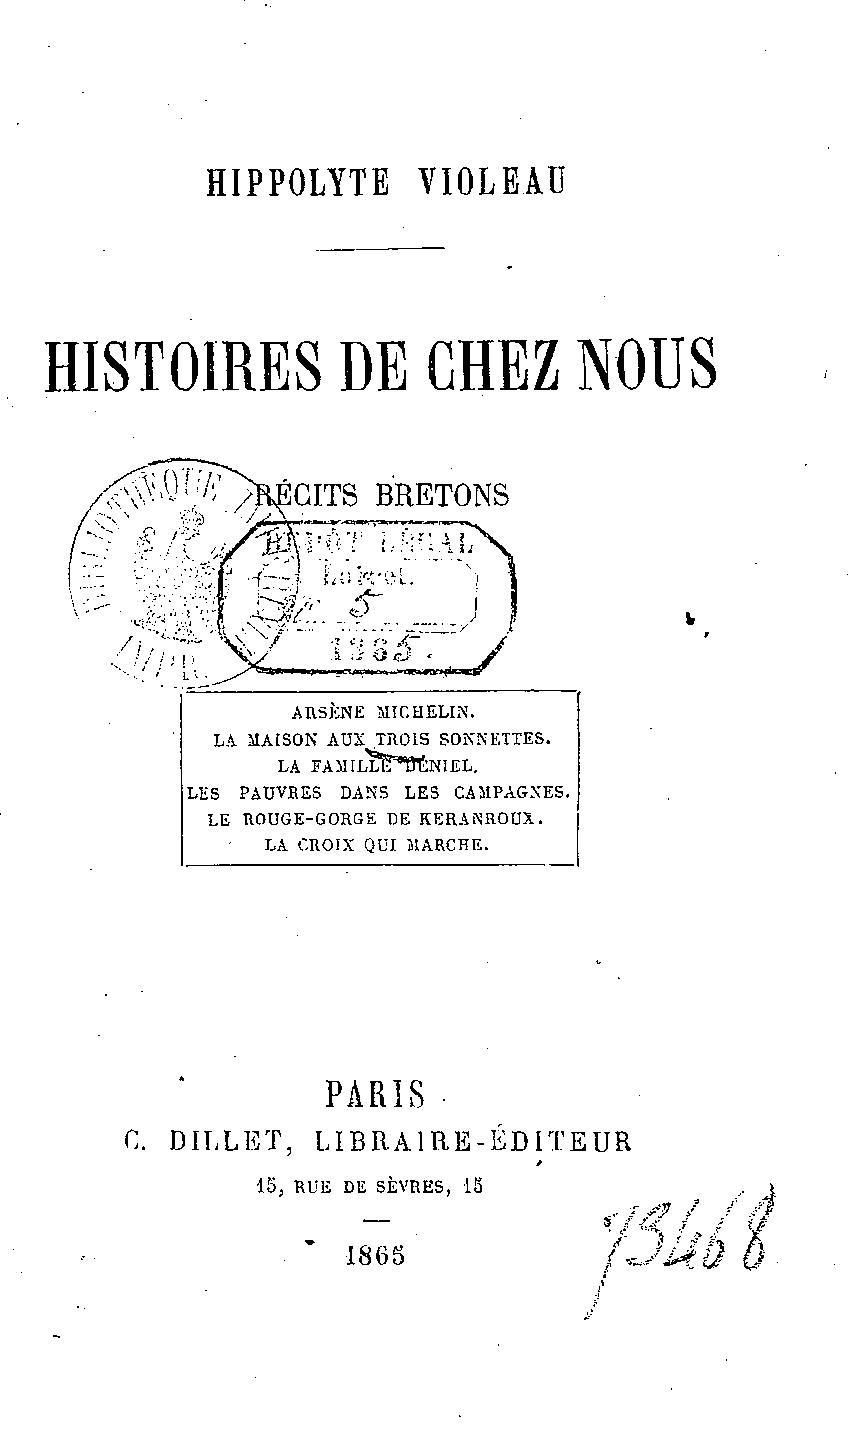 HIPPOLYTE VIOLEAU
HISTOIRES DE CHEZ NOUS
RÉCITS BRETONS
BIBLIOTHÈQUE IMPÉRIALE
IMPR.
DÉPÔT LÉGAL
Loiret.
5
1865.
ARSÈNE MICHELIN.
LA MAISON AUX TROIS SONNETTES.
LA FAMILLE DÉNIEL.
LES PAUVRES DANS LES CAMPAGNES.
LE ROUGE-GORGE DE KERANROUX.
LA CROIX QUI MARCHE.
PARIS
C. DILLET, LIBRAIRE-ÉDITEUR
15, RUE DE SÈVRES, 15
1865
73468